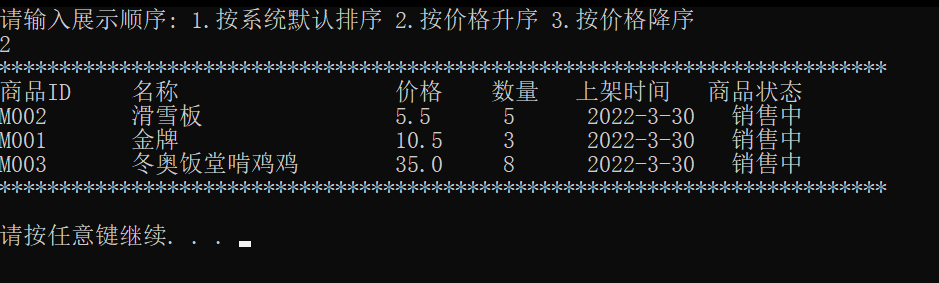 请输入展示顺序: 1.按系统默认排序 2.按价格升序 3.按价格降序
2
**************************************************************************
商品ID 名称 价格 数量 上架时间 商品状态
M002 滑雪板 5.5 5 2022-3-30 销售中
M001 金牌 10.5 3 2022-3-30 销售中
M003 冬奥饭堂啃鸡鸡 35.0 8 2022-3-30 销售中
**************************************************************************
请按任意键继续. . .